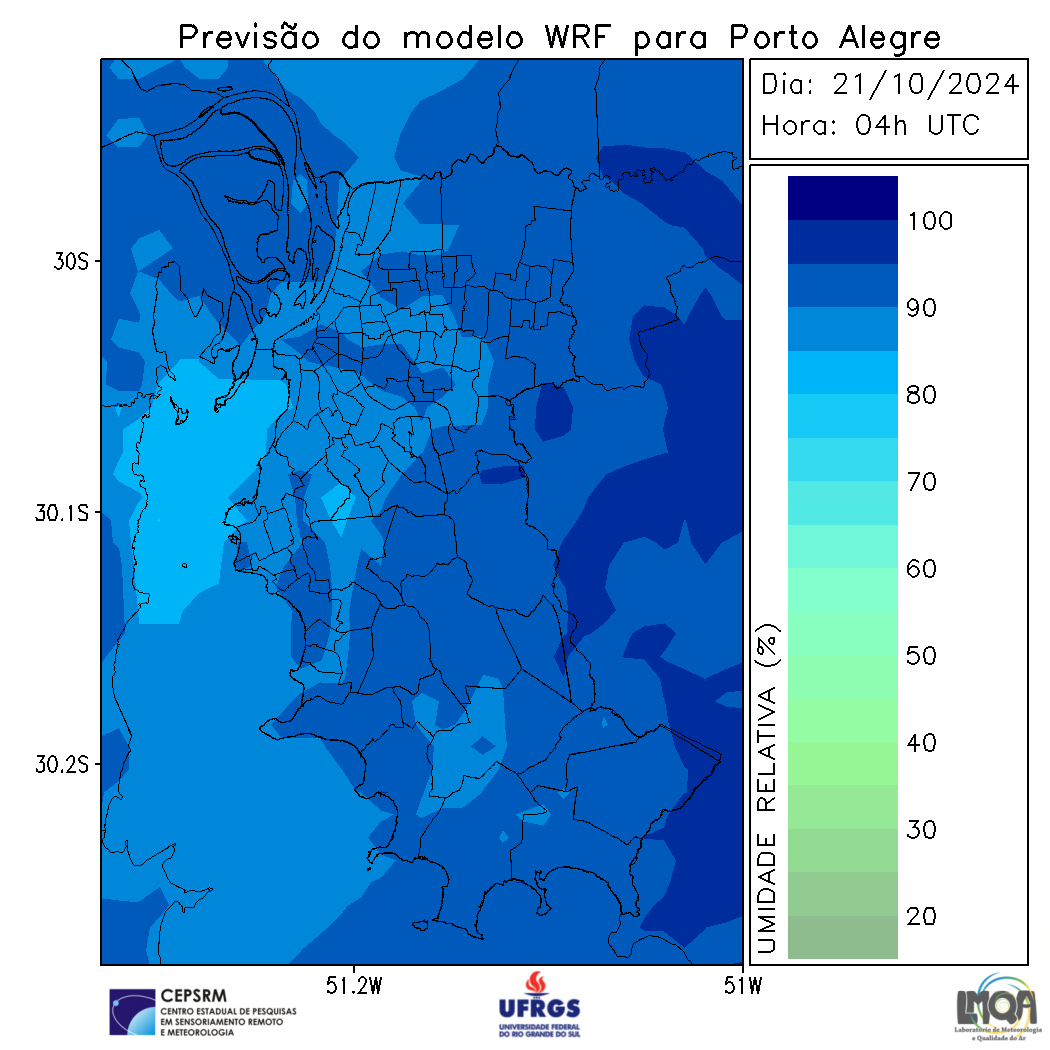 Previsão do modelo WRF para Porto Alegre
Dia: 21/10/2024
Hora: 04h UTC
30S
30.1S
30.2S
51.2W
51W
UMIDADE RELATIVA (%)
100
90
80
70
60
50
40
30
20
CEPSRM
CENTRO ESTADUAL DE PESQUISAS
EM SENSORIAMENTO REMOTO
E METEOROLOGIA
UFRGS
UNIVERSIDADE FEDERAL
DO RIO GRANDE DO SUL
LMQA
Laboratório de Meteorologia
e Qualidade do Ar